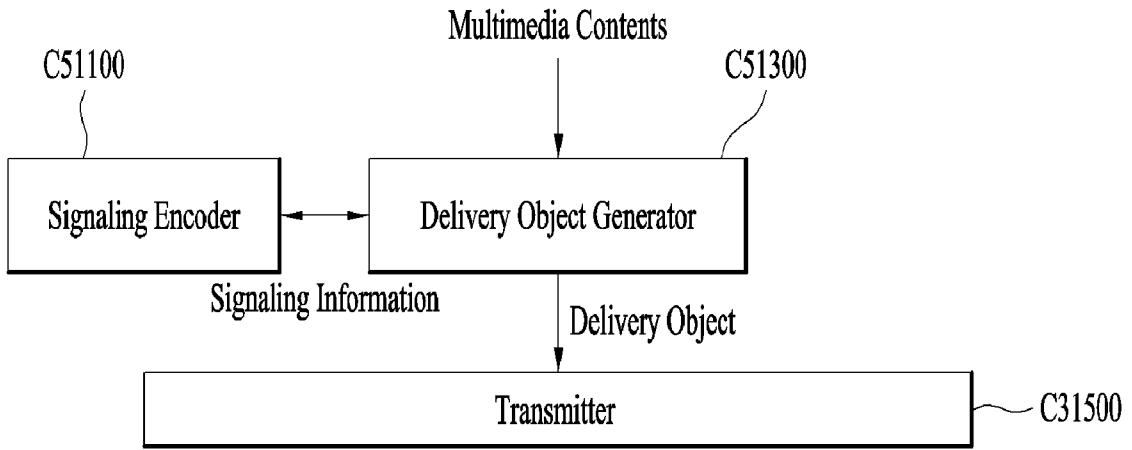 Multimedia Contents
C51100
C51300
Signaling Encoder
Delivery Object Generator
Signaling Information
Delivery Object
Transmitter
C31500